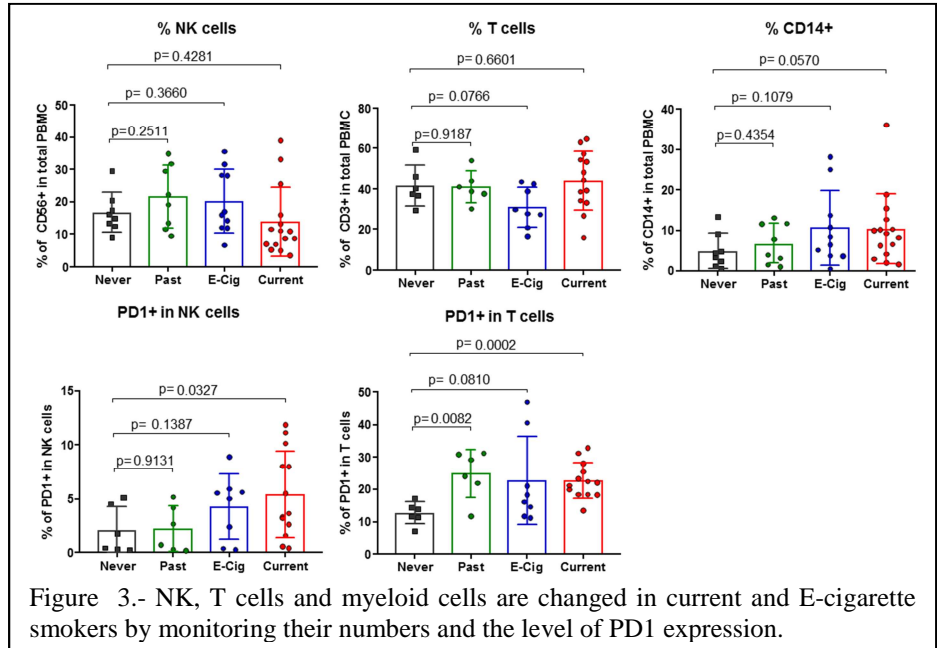 % NK cells
p= 0.4281
p= 0.3660
p=0.2511
50
40
30
20
10
0
% of CD56+ in total PBMC
Never Past E-Cig Current
% T cells
p= 0.6601
p= 0.0766
p=0.9187
80
60
40
20
0
% of CD3+ in total PBMC
Never Past E-Cig Current
% CD14+
p= 0.0570
p= 0.1079
p=0.4354
40
30
20
10
0
% of CD14+ in total PBMC
Never Past E-Cig Current
PD1+ in NK cells
p= 0.0327
p= 0.1387
p=0.9131
15
10
5
0
% of PD1+ in NK cells
Never Past E-Cig Current
PD1+ in T cells
p= 0.0002
p= 0.0810
p=0.0082
50
40
30
20
10
0
% of PD1+ in T cells
Never Past E-Cig Current
Figure 3.- NK, T cells and myeloid cells are changed in current and E-cigarette
smokers by monitoring their numbers and the level of PD1 expression.